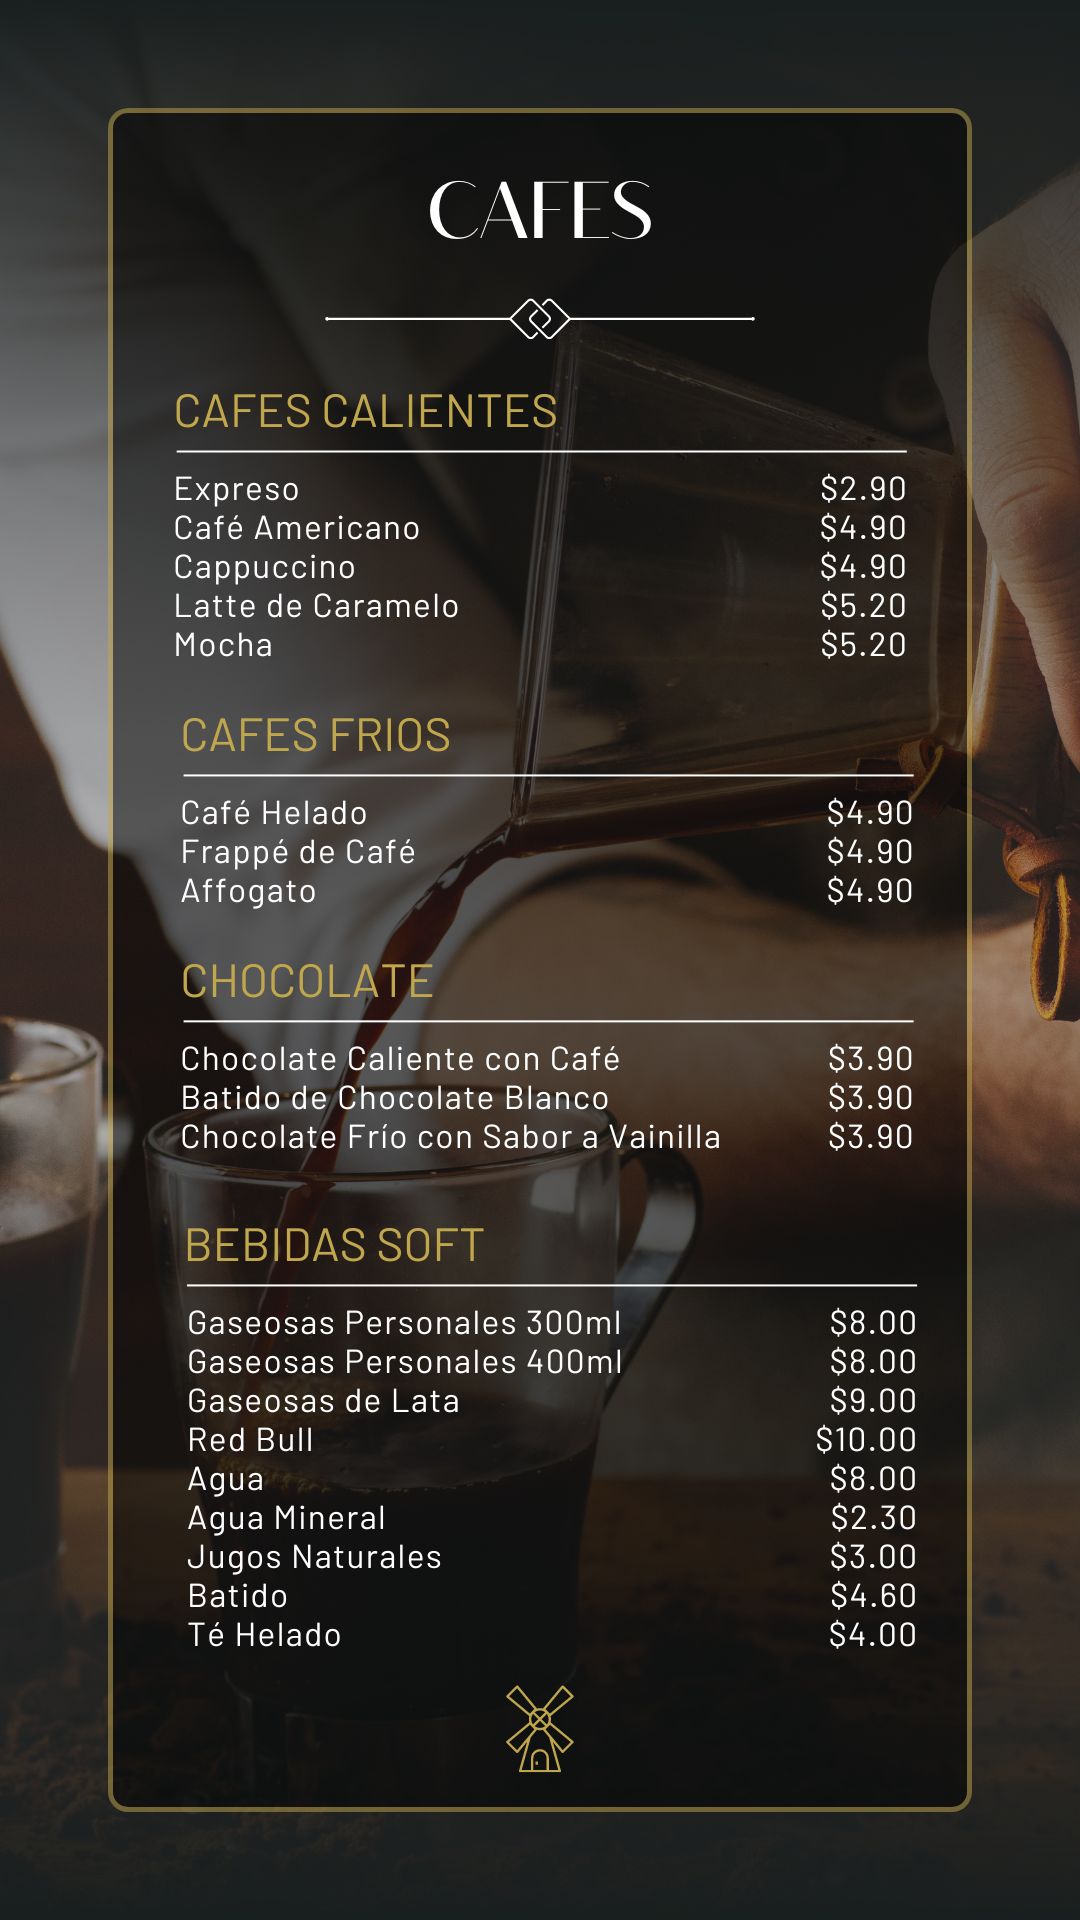 CAFES
CAFES CALIENTES
Expreso $2.90
Café Americano $4.90
Cappuccino $4.90
Latte de Caramelo $5.20
Mocha $5.20
CAFES FRIOS
Café Helado $4.90
Frappé de Café $4.90
Affogato $4.90
CHOCOLATE
Chocolate Caliente con Café $3.90
Batido de Chocolate Blanco $3.90
Chocolate Frío con Sabor a Vainilla $3.90
BEBIDAS SOFT
Gaseosas Personales 300ml $8.00
Gaseosas Personales 400ml $8.00
Gaseosas de Lata $9.00
Red Bull $10.00
Agua $8.00
Agua Mineral $2.30
Jugos Naturales $3.00
Batido $4.60
Té Helado $4.00